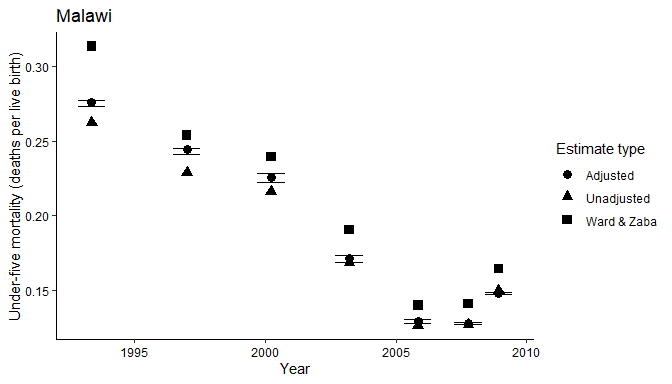 Malawi
Under-five mortality (deaths per live birth)
0.30
0.25
0.20
0.15
1995
2000
2005
2010
Year
Estimate type
Adjusted
Unadjusted
Ward & Zaba